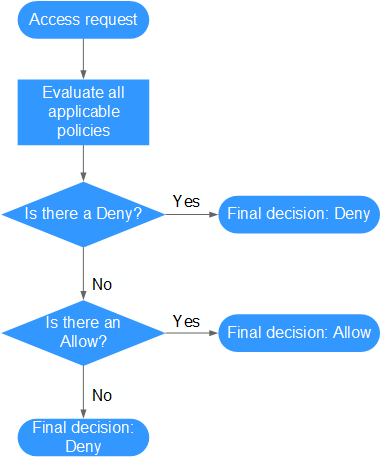 Access request
Evaluate all
applicable
policies
Is there a Deny?
Yes
Final decision: Deny
No
Is there an
Allow?
Yes
Final decision: Allow
No
Final decision:
Deny